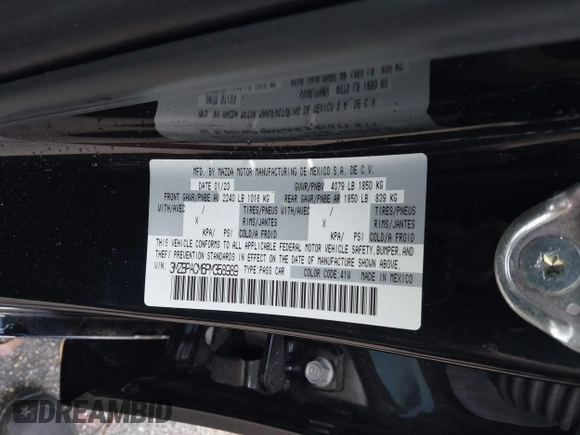 MFD. BY MAZDA MOTOR MANUFACTURING DE MEXICO S.A. DE C.V.
DATE 01/23 GVWR/PNBV 4079 LB 1850 KG
FRONT GAWR/PNBE AV 2240 LB 1016 KG REAR GAWR/PNBE AR 1850 LB 839 KG
WITH/AVEC / TIRES/PNEUS WITH/AVEC / TIRES/PNEUS
V RIMS/JANTES V RIMS/JANTES
KPA/ PSI COLD/A FROID KPA/ PSI COLD/A FROID
THIS VEHICLE CONFORMS TO ALL APPLICABLE FEDERAL MOTOR VEHICLE SAFETY, BUMPER, AND
THEFT PREVENTION STANDARDS IN EFFECT ON THE DATE OF MANUFACTURE SHOWN ABOVE.
V.I.N: 3MZBPACM6PM358989 TYPE: PASS CAR COLOR CODE: 41W MADE IN MEXICO
DREAMBID